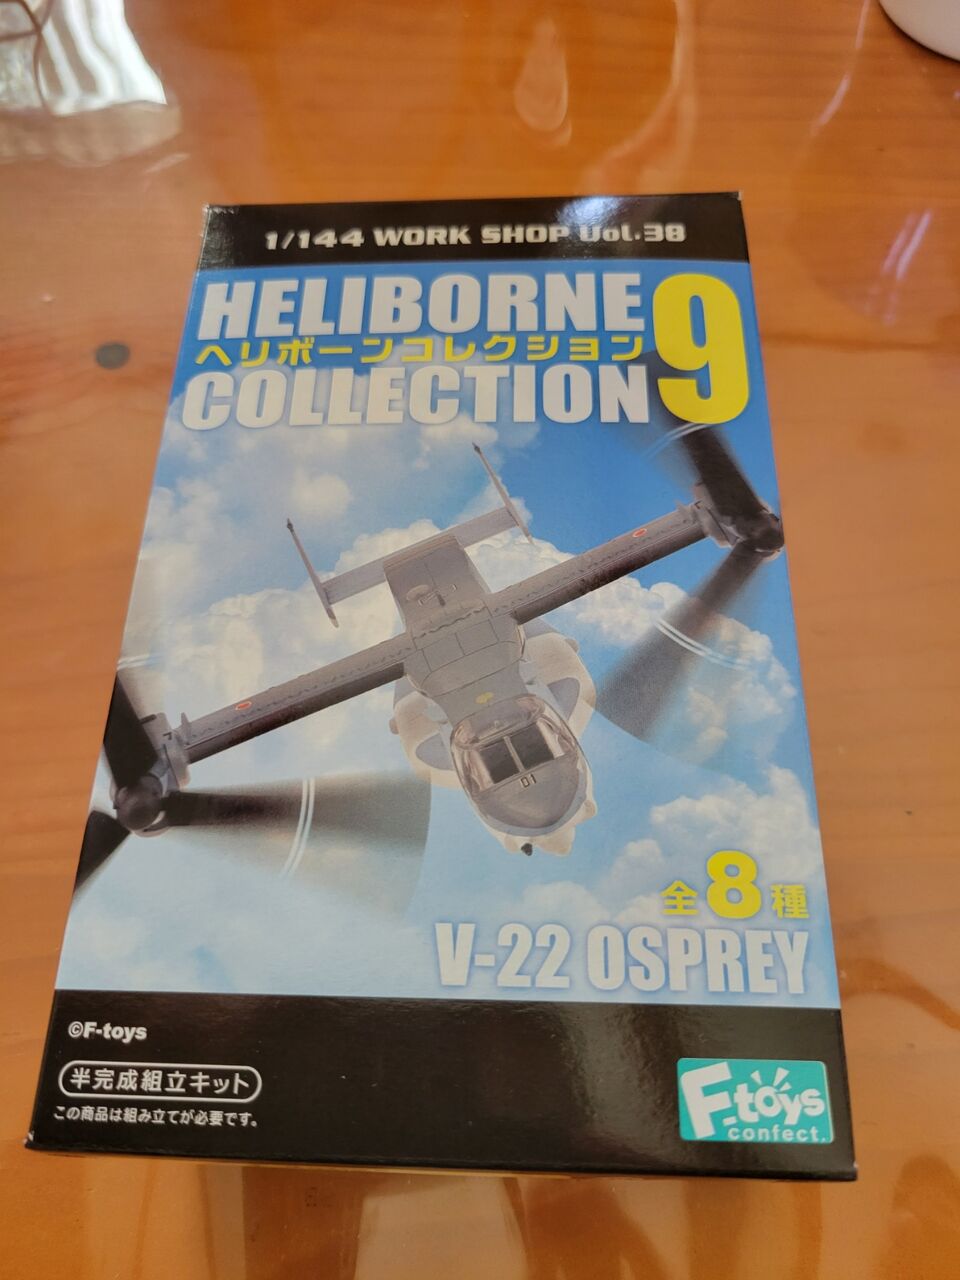 1/144 WORK SHOP Vol.38
HELIBORNE
ヘリボーンコレクション
COLLECTION
9
01
全8種
V-22 OSPREY
©F-toys
半完成組立キット
この商品は組み立てが必要です。
F-toys
confect.